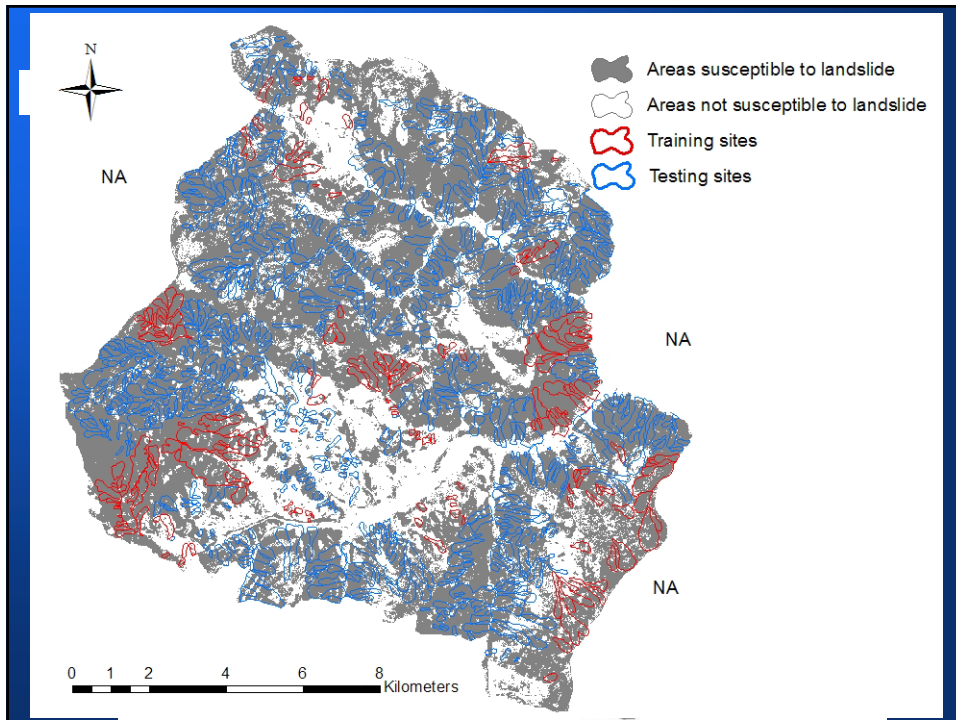 N
Areas susceptible to landslide
Areas not susceptible to landslide
Training sites
Testing sites
NA
NA
NA
0 1 2 4 6 8
Kilometers